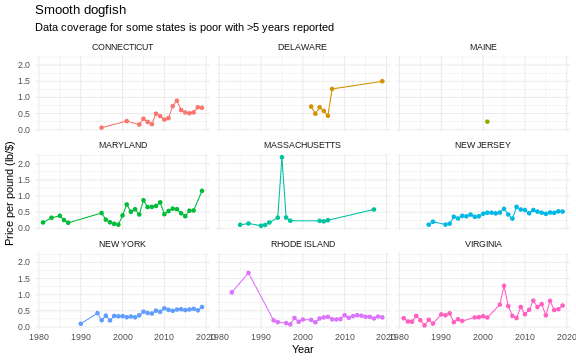 Smooth dogfish
Data coverage for some states is poor with >5 years reported
CONNECTICUT DELAWARE MAINE
2.0
1.5
1.0
0.5
0.0
MARYLAND MASSACHUSETTS NEW JERSEY
2.0
1.5
1.0
0.5
0.0
NEW YORK RHODE ISLAND VIRGINIA
2.0
1.5
1.0
0.5
0.0
1980 1990 2000 2010 2020 1980 1990 2000 2010 2020 1980 1990 2000 2010 2020
Year
Price per pound (lb/$)